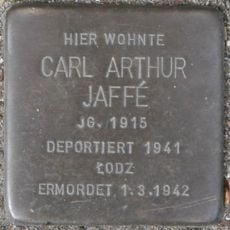 HIER WOHNTE
CARL ARTHUR
JAFFÉ
JG. 1915
DEPORTIERT 1941
ŁODZ
ERMORDET 1.3.1942